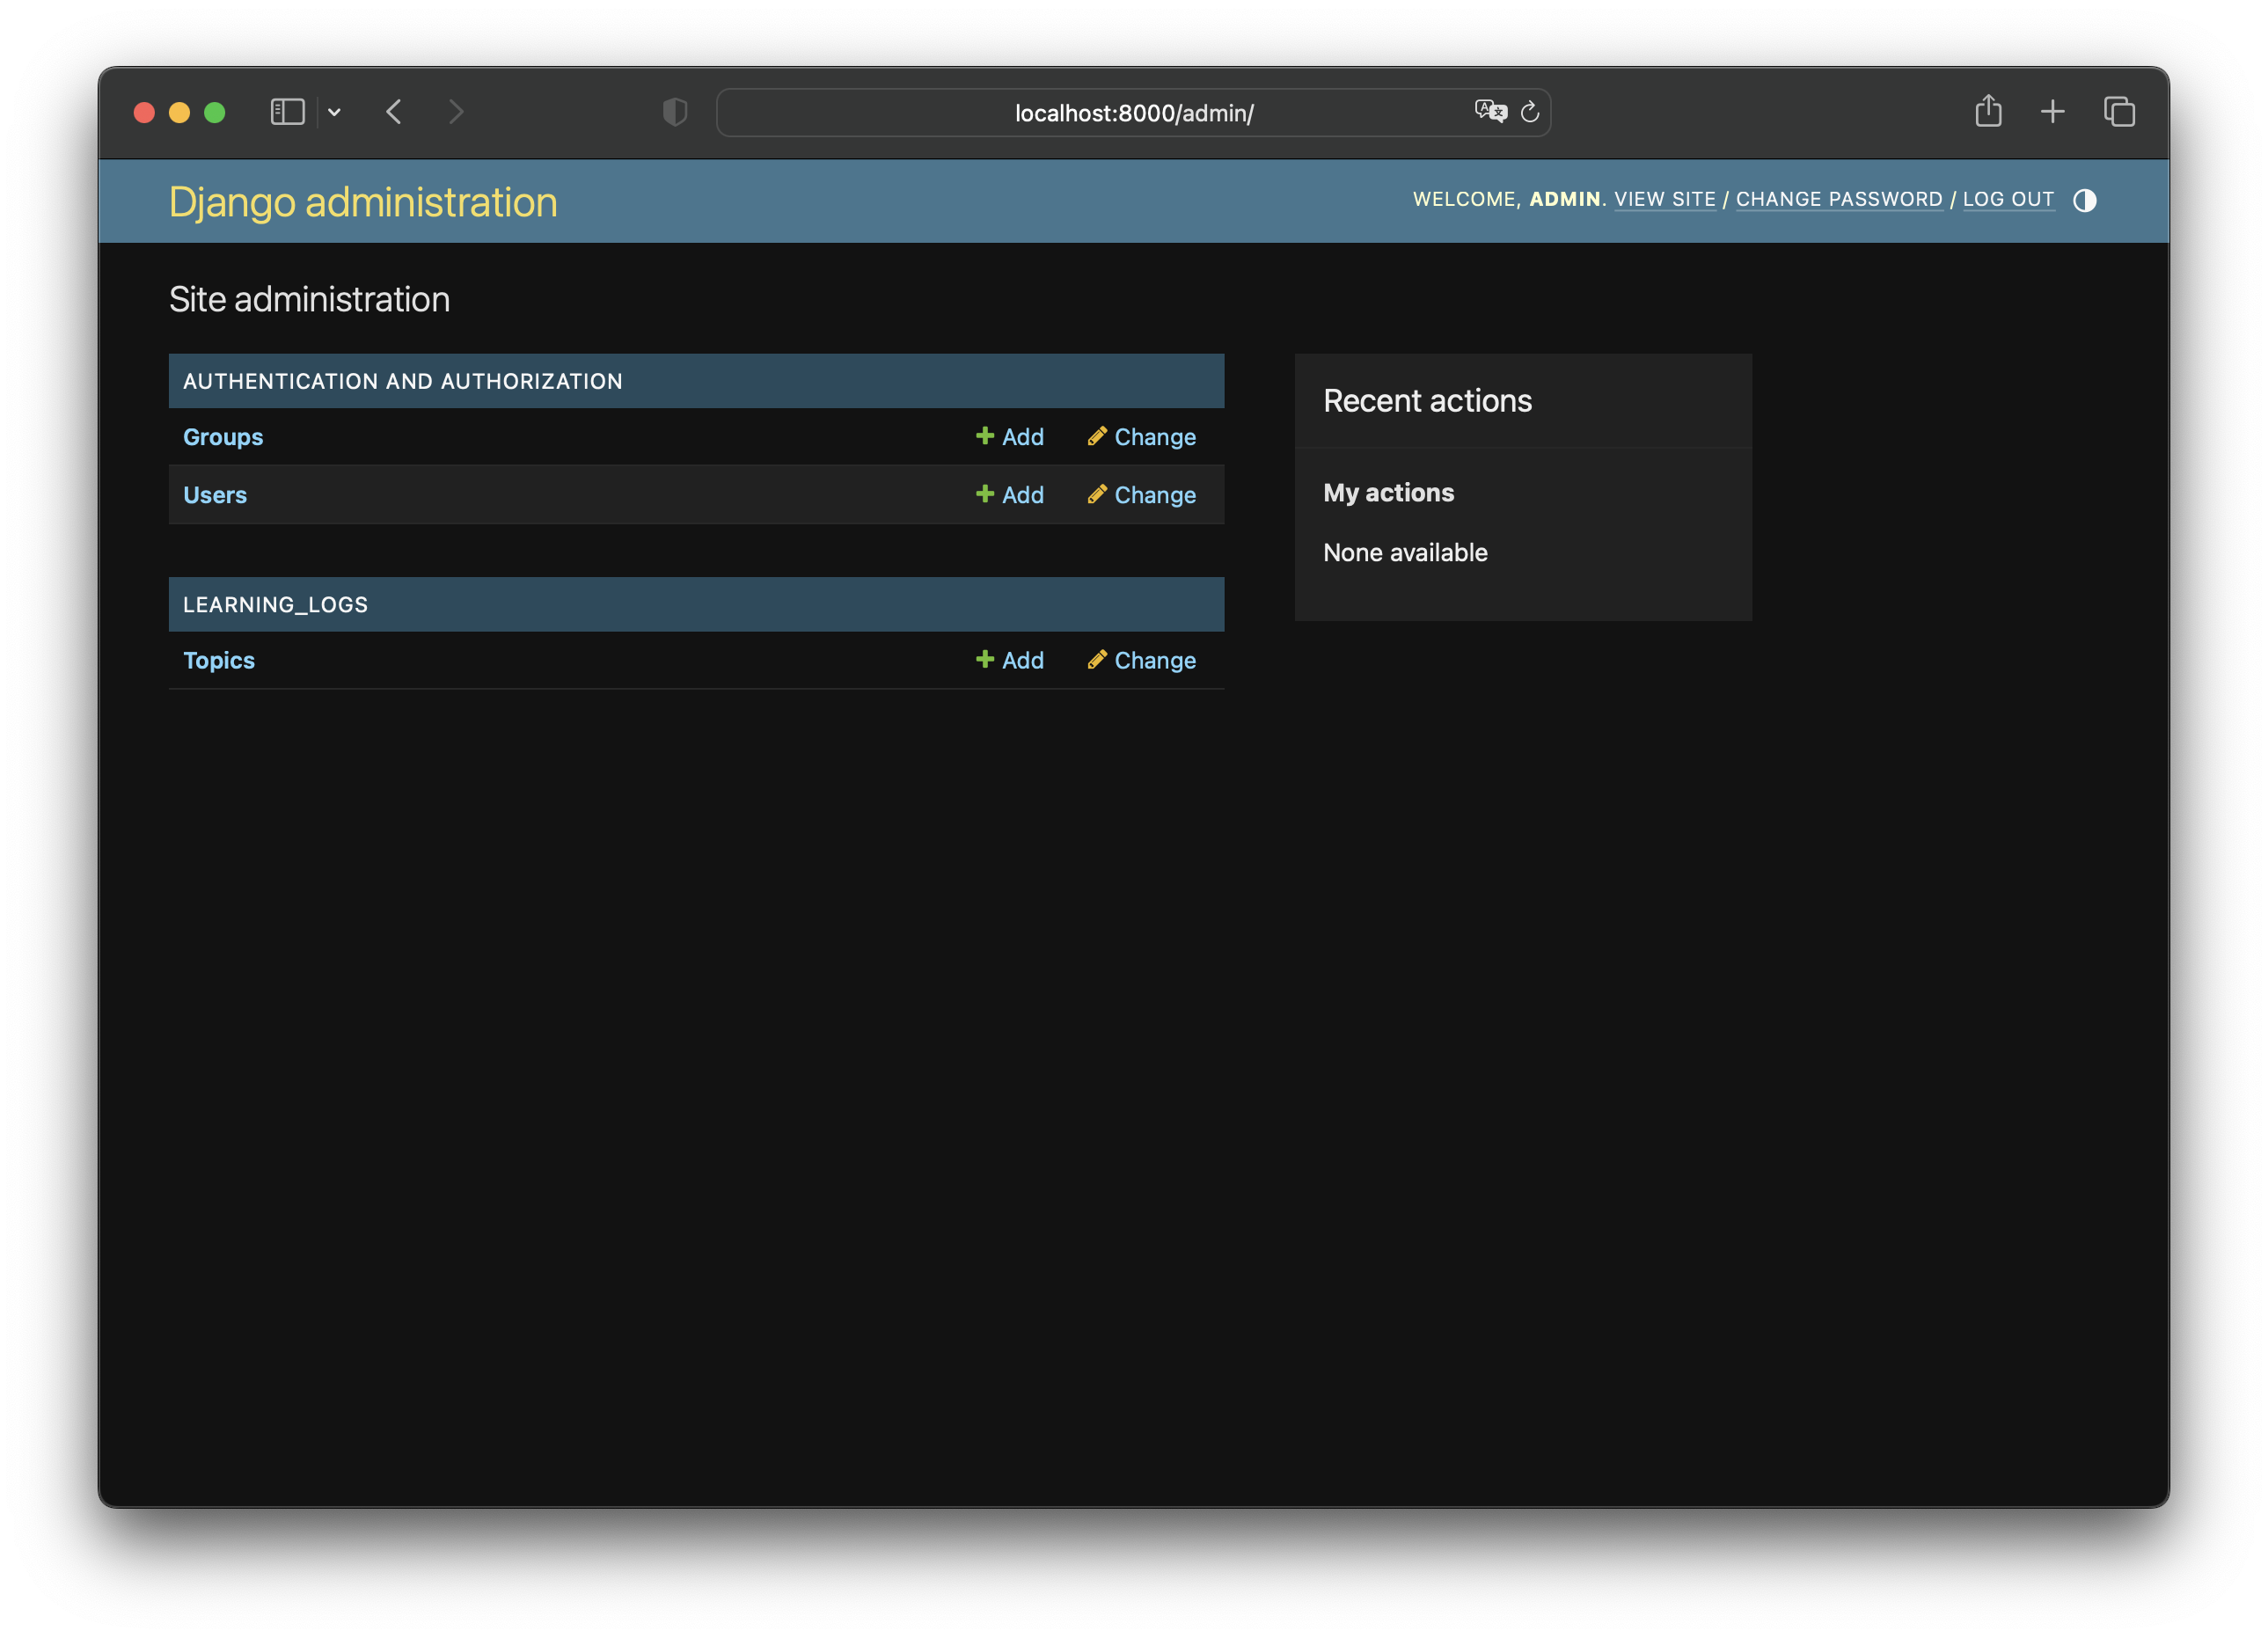 localhost:8000/admin/
Django administration
WELCOME, ADMIN. VIEW SITE / CHANGE PASSWORD / LOG OUT
Site administration
AUTHENTICATION AND AUTHORIZATION
Groups Add Change
Users Add Change
LEARNING_LOGS
Topics Add Change
Recent actions
My actions
None available